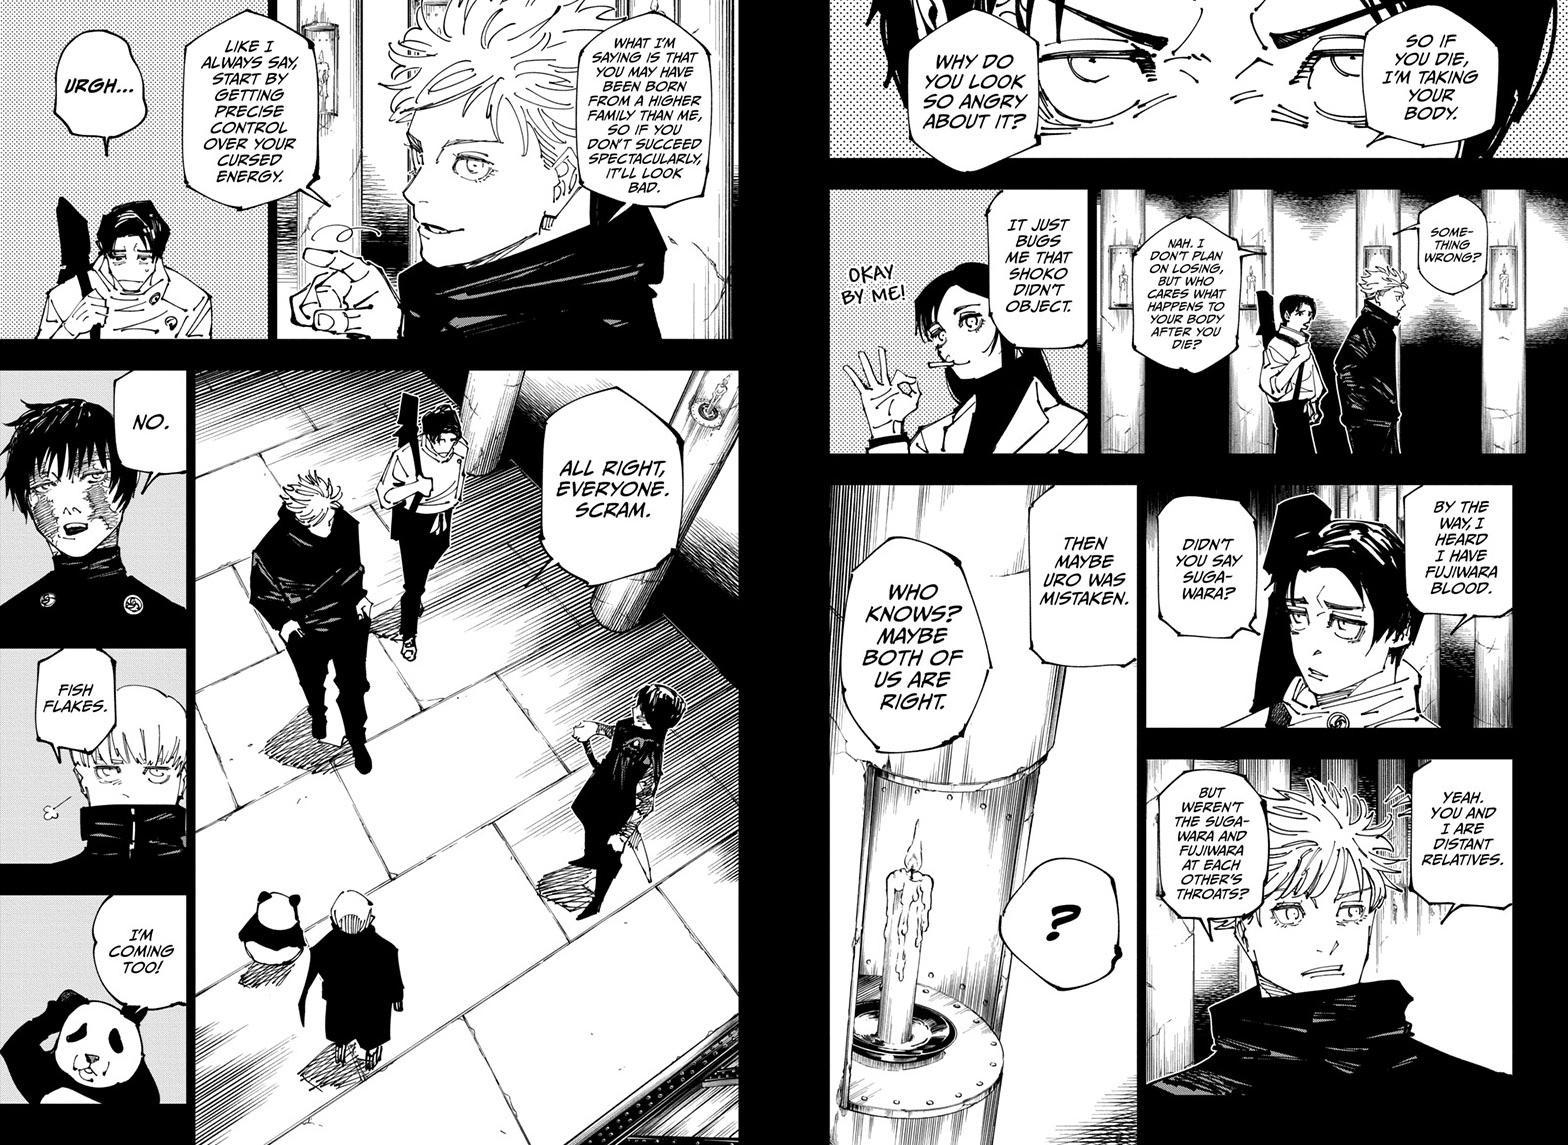 SO IF
YOU DIE,
I'M TAKING
YOUR
BODY.
WHY DO
YOU LOOK
SO ANGRY
ABOUT IT?
SOME-
THING
WRONG?
NAH. I
DON'T PLAN
ON LOSING,
BUT WHO
CARES WHAT
HAPPENS TO
YOUR BODY
AFTER YOU
DIE?
IT JUST
BUGS
ME THAT
SHOKO
DIDN'T
OBJECT.
OKAY
BY ME!
BY THE
WAY, I
HEARD
I HAVE
FUJIWARA
BLOOD.
DIDN'T
YOU SAY
SUGA-
WARA?
YEAH.
YOU AND
I ARE
DISTANT
RELATIVES.
BUT
WEREN'T
THE SUGA-
WARA AND
FUJIWARA
AT EACH
OTHER'S
THROATS?
THEN
MAYBE
URO WAS
MISTAKEN.
WHO
KNOWS?
MAYBE
BOTH OF
US ARE
RIGHT.
?
WHAT I'M
SAYING IS THAT
YOU MAY HAVE
BEEN BORN
FROM A HIGHER
FAMILY THAN ME,
SO IF YOU
DON'T SUCCEED
SPECTACULARLY,
IT'LL LOOK
BAD.
LIKE I
ALWAYS SAY,
START BY
GETTING
PRECISE
CONTROL
OVER YOUR
CURSED
ENERGY.
URGH...
ALL RIGHT,
EVERYONE.
SCRAM.
NO.
FISH
FLAKES.
I'M
COMING
TOO!